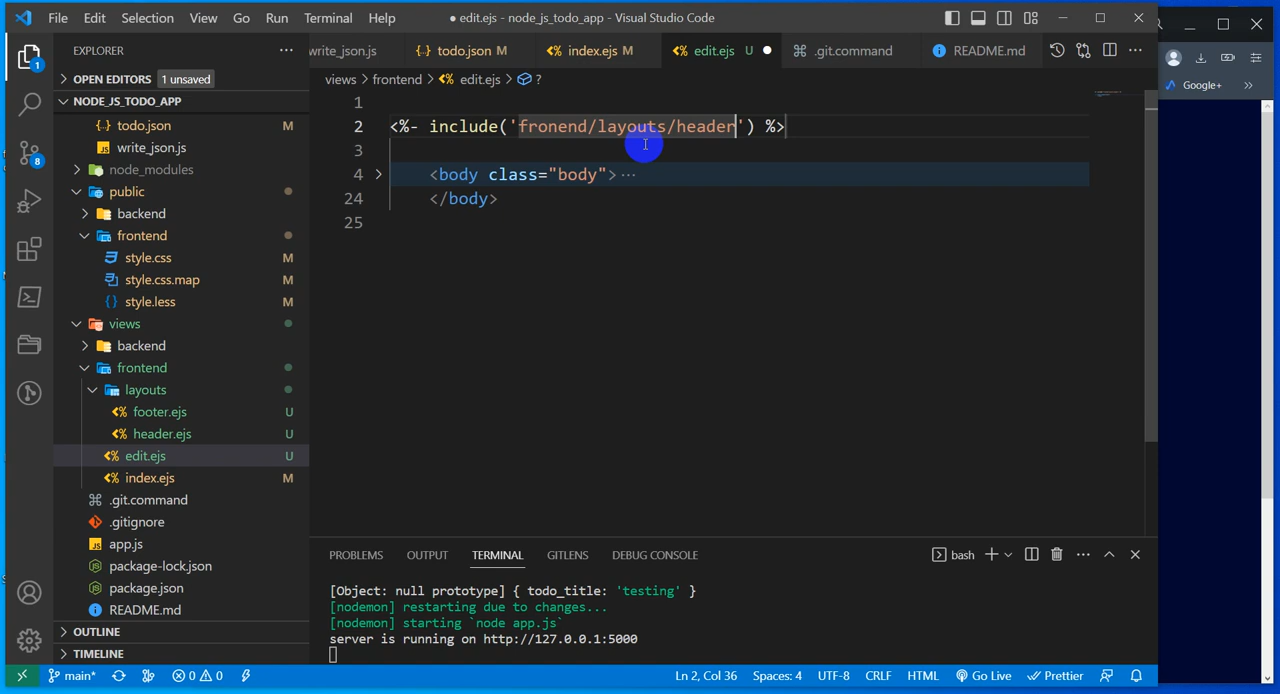 File Edit Selection View Go Run Terminal Help ● edit.ejs - node_js_todo_app - Visual Studio Code
EXPLORER ···
write_json.js todo.json M index.ejs M edit.ejs U ● .git.command README.md ···
OPEN EDITORS 1 unsaved
views > frontend > edit.ejs > ?
NODE_JS_TODO_APP
todo.json M
write_json.js
node_modules
public
backend
frontend
style.css M
style.css.map M
style.less M
views
backend
frontend
layouts
footer.ejs U
header.ejs U
edit.ejs U
index.ejs M
.git.command
.gitignore
app.js
package-lock.json
package.json
README.md
OUTLINE
TIMELINE
1
8
1
2 <%- include('fronend/layouts/header') %>
3
4 <body class="body"> ···
24 </body>
25
PROBLEMS OUTPUT TERMINAL GITLENS DEBUG CONSOLE bash ···
[Object: null prototype] { todo_title: 'testing' }
[nodemon] restarting due to changes...
[nodemon] starting `node app.js`
server is running on http://127.0.0.1:5000
main* 0 0 Ln 2, Col 36 Spaces: 4 UTF-8 CRLF HTML Go Live Prettier
Google+ »